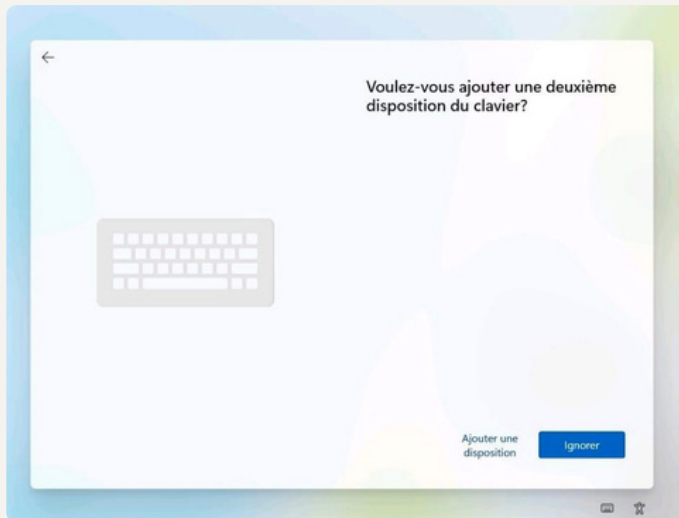 Voulez-vous ajouter une deuxième
disposition du clavier?
Ajouter une
disposition
Ignorer